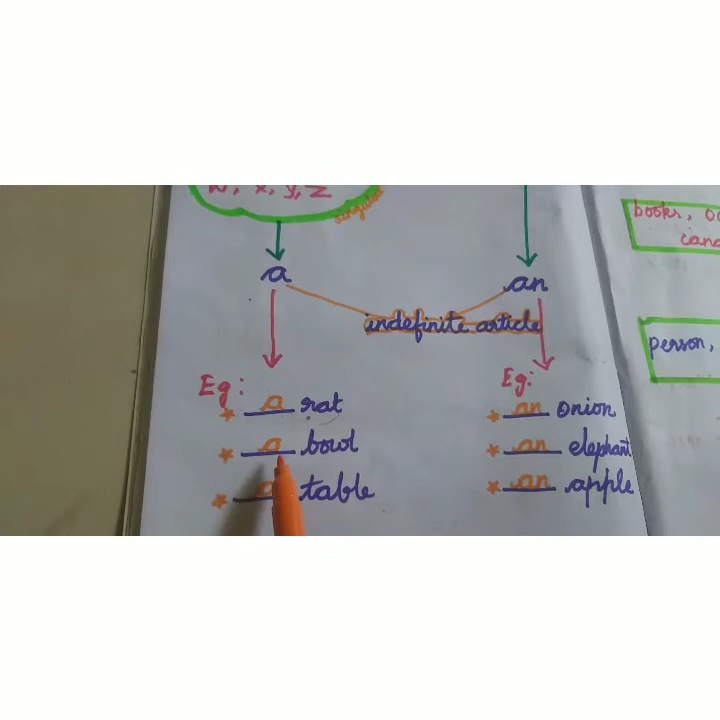 w, x, y, z
singular
a
an
indefinite article
Eg:
a rat
a bowl
a table
Eg:
an onion
an elephant
an apple
books,
person,